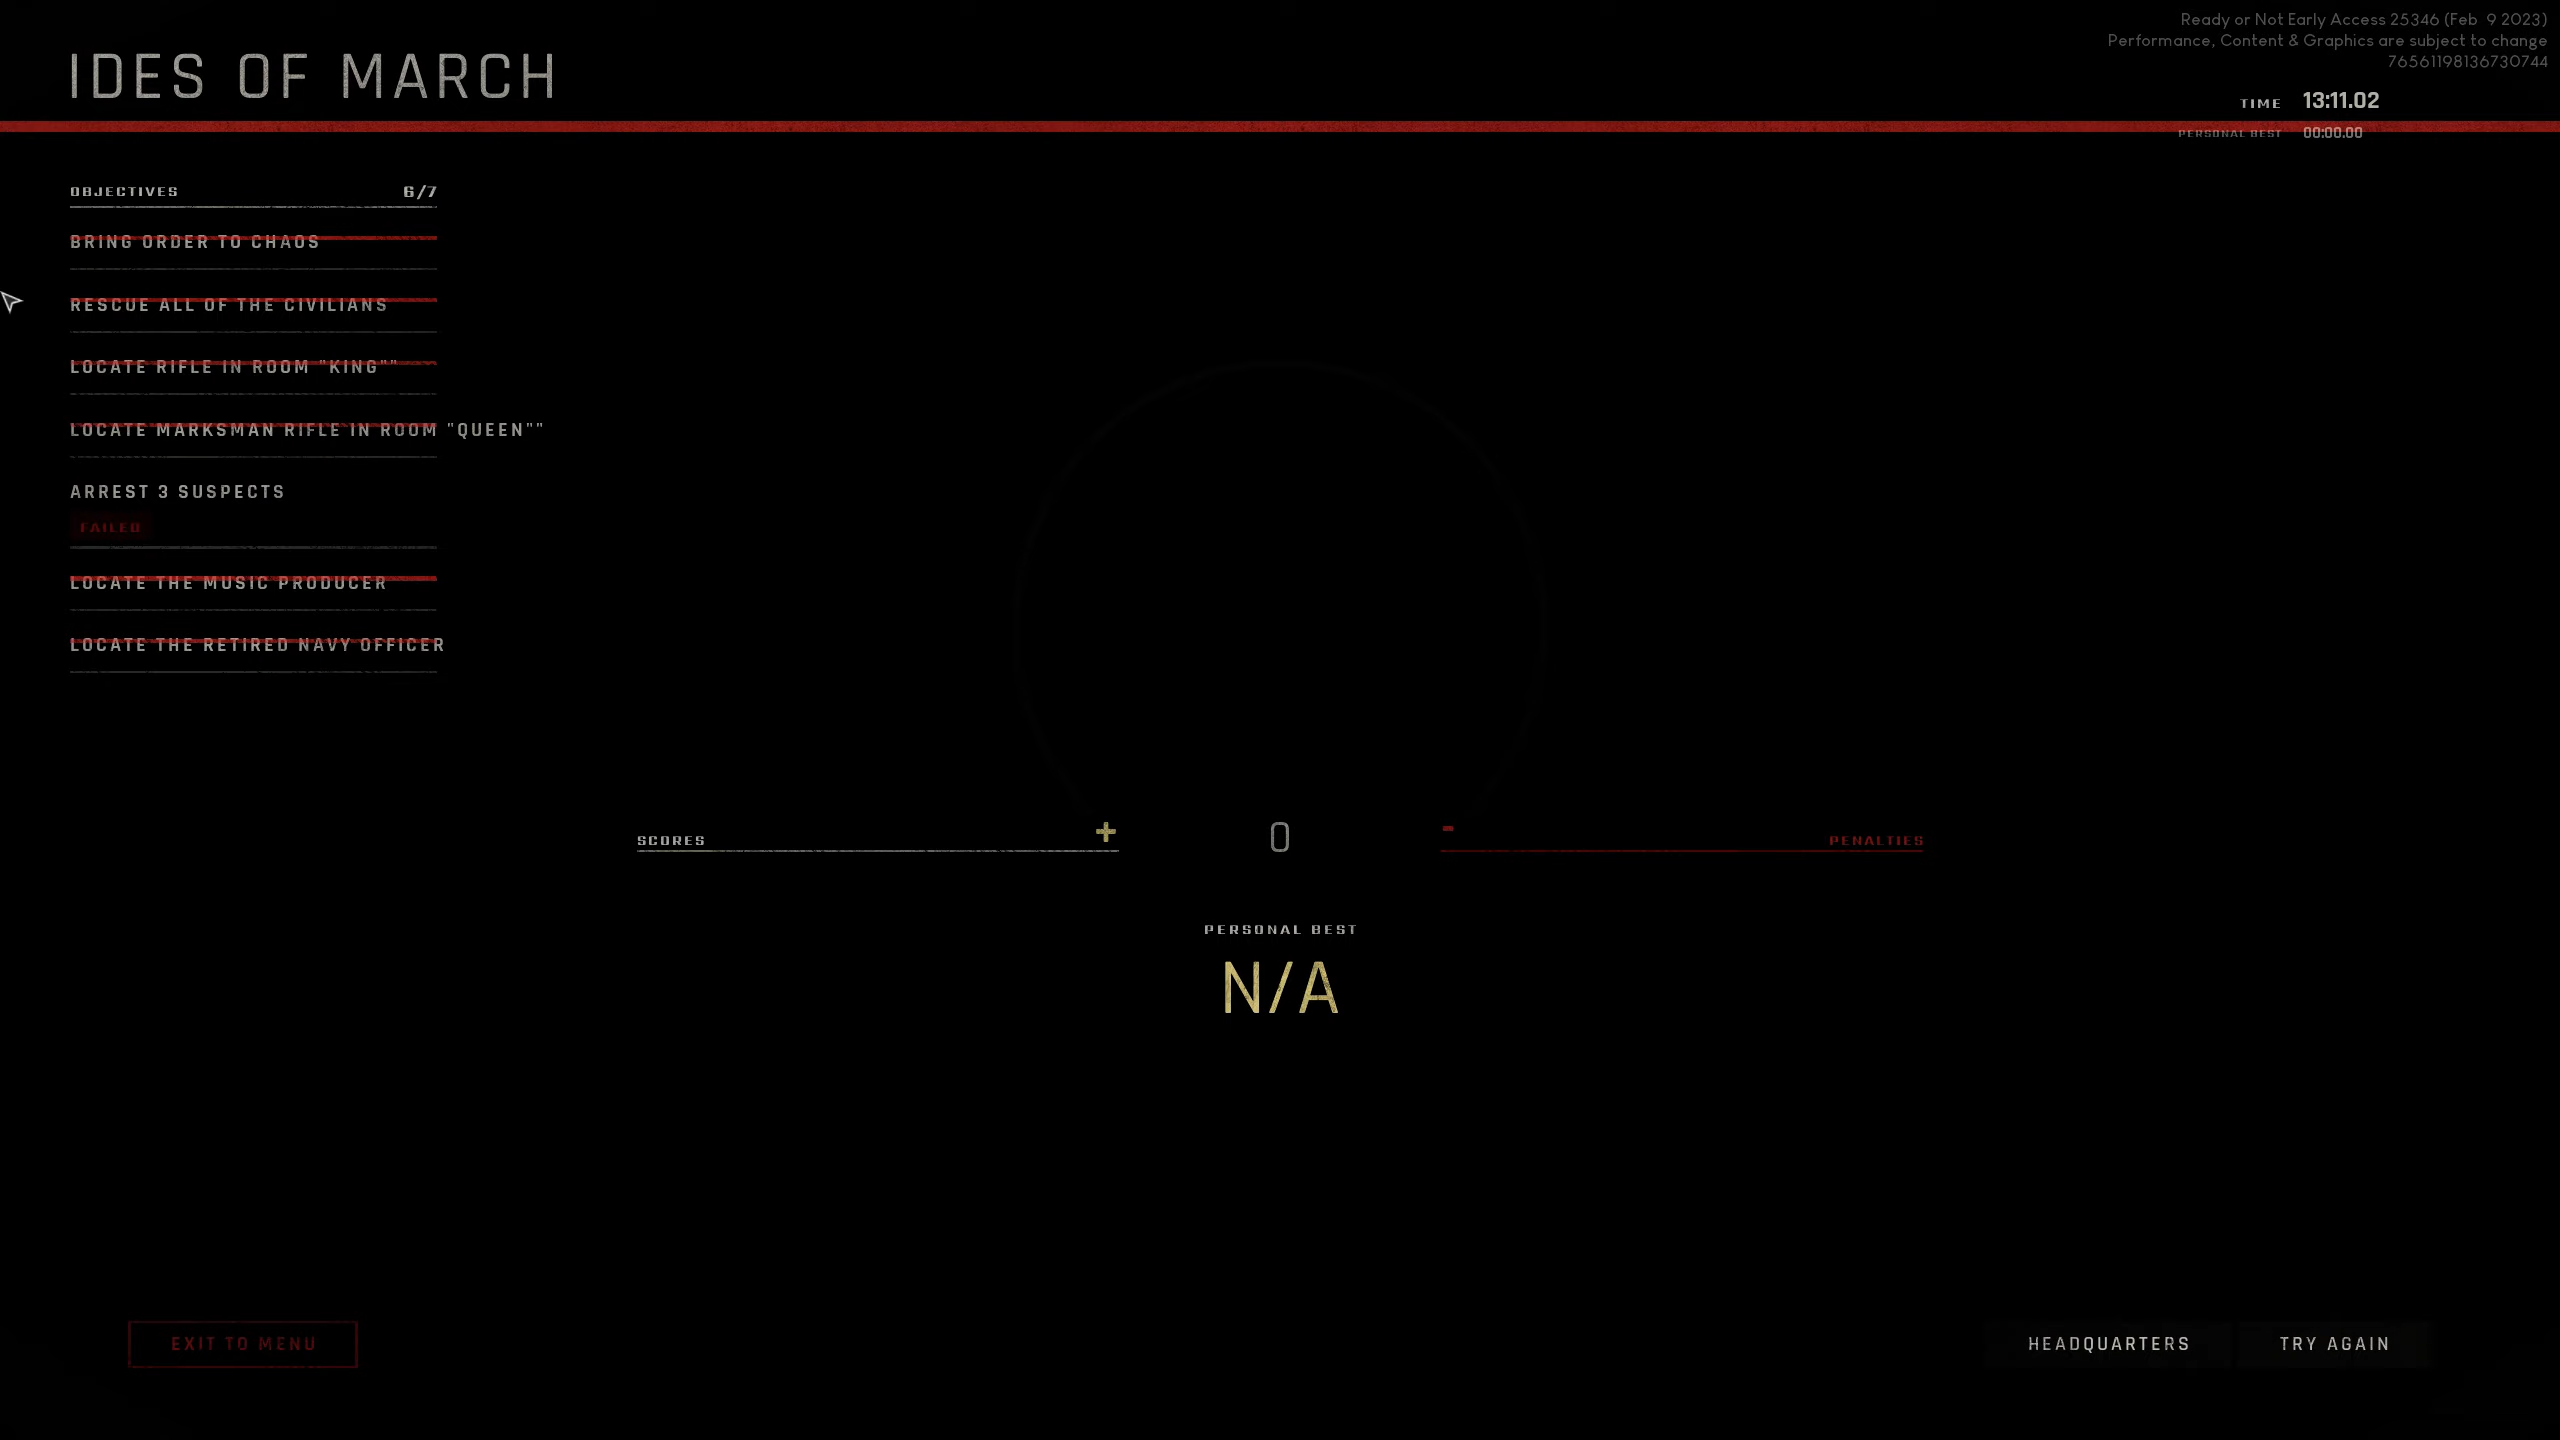 Ready or Not Early Access 25346 (Feb  9 2023)
Performance, Content & Graphics are subject to change
76561198136730744
IDES OF MARCH
TIME 13:11.02
PERSONAL BEST 00:00.00
OBJECTIVES 6/7
BRING ORDER TO CHAOS
RESCUE ALL OF THE CIVILIANS
LOCATE RIFLE IN ROOM "KING""
LOCATE MARKSMAN RIFLE IN ROOM "QUEEN""
ARREST 3 SUSPECTS
FAILED
LOCATE THE MUSIC PRODUCER
LOCATE THE RETIRED NAVY OFFICER
SCORES + 0 - PENALTIES
PERSONAL BEST
N/A
EXIT TO MENU
HEADQUARTERS
TRY AGAIN